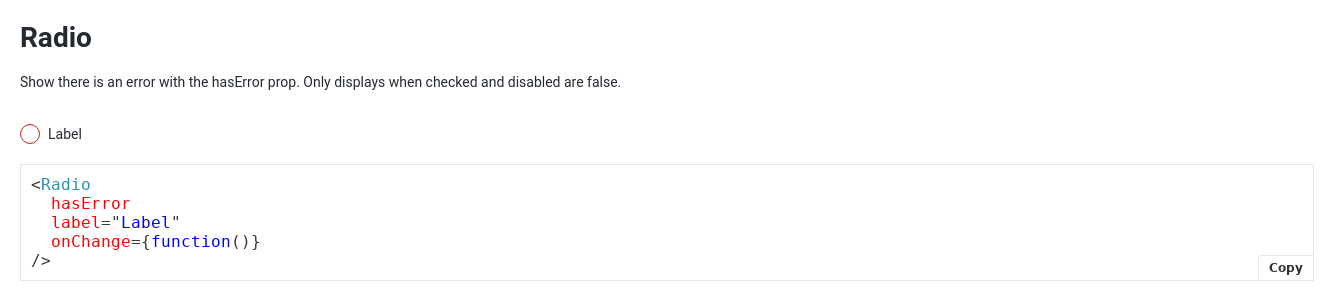 Radio
Show there is an error with the hasError prop. Only displays when checked and disabled are false.
Label
<Radio
  hasError
  label="Label"
  onChange={function()}
/>
Copy